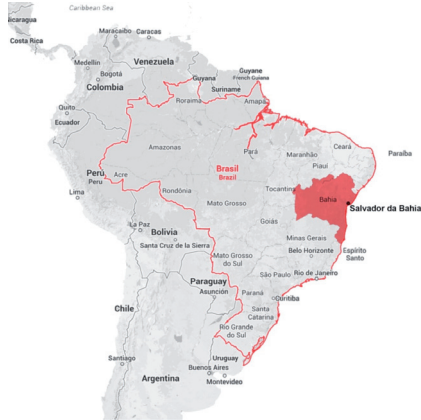 Caribbean Sea
Nicaragua
Costa Rica
Maracaibo
Caracas
Medellín
Bogotá
Colombia
Venezuela
Guyana
Suriname
Guyane
French Guiana
Quito
Ecuador
Roraima
Amapá
Amazonas
Pará
Maranhão
Ceará
Piauí
Paraíba
Brasil
Brazil
Perú
Peru
Acre
Rondônia
Tocantins
Bahia
Salvador da Bahia
Lima
Mato Grosso
Goiás
La Paz
Bolivia
Santa Cruz de la Sierra
Minas Gerais
Belo Horizonte
Espírito
Santo
Mato Grosso
do Sul
São Paulo
Rio de Janeiro
Paraguay
Asunción
Paraná
Curitiba
Santa
Catarina
Chile
Rio Grande
do Sul
Santiago
Uruguay
Buenos Aires
Montevideo
Argentina